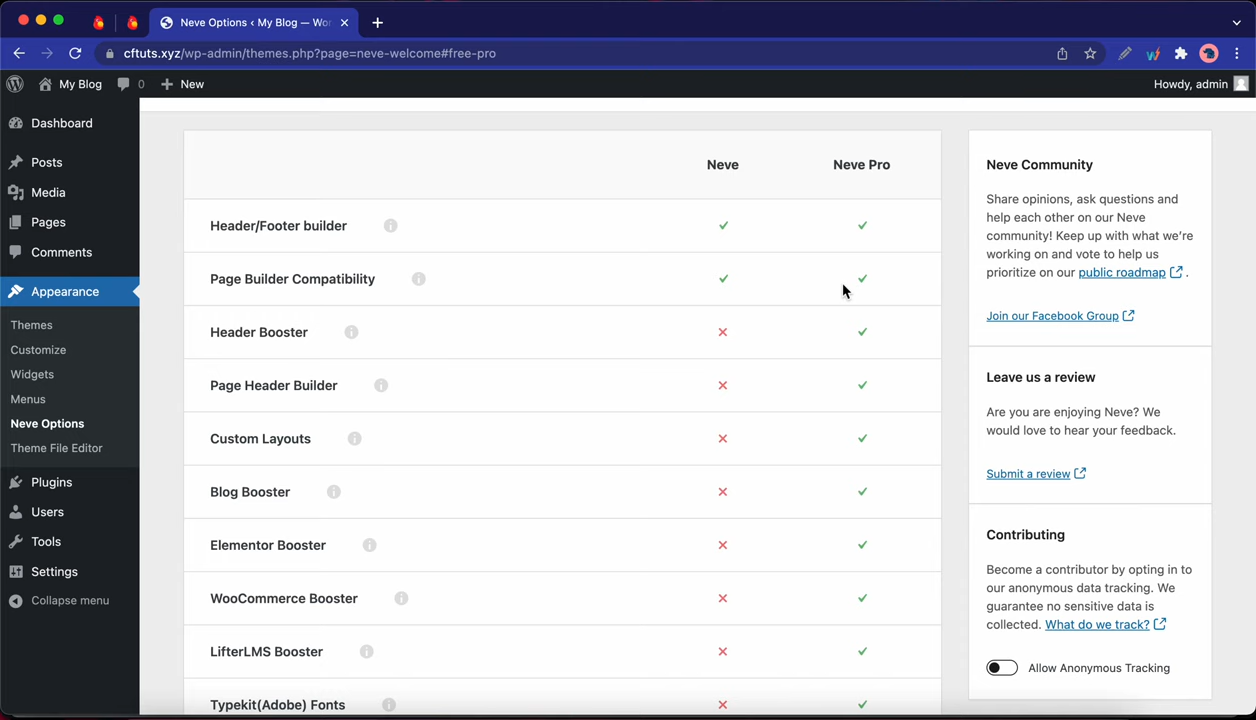 Neve Options ‹ My Blog — Wor
cftuts.xyz/wp-admin/themes.php?page=neve-welcome#free-pro
My Blog
0
New
Howdy, admin
Dashboard
Posts
Media
Pages
Comments
Appearance
Themes
Customize
Widgets
Menus
Neve Options
Theme File Editor
Plugins
Users
Tools
Settings
Collapse menu
Neve
Neve Pro
Header/Footer builder
Page Builder Compatibility
Header Booster
Page Header Builder
Custom Layouts
Blog Booster
Elementor Booster
WooCommerce Booster
LifterLMS Booster
Typekit(Adobe) Fonts
Neve Community
Share opinions, ask questions and
help each other on our Neve
community! Keep up with what we're
working on and vote to help us
prioritize on our public roadmap .
Join our Facebook Group
Leave us a review
Are you are enjoying Neve? We
would love to hear your feedback.
Submit a review
Contributing
Become a contributor by opting in to
our anonymous data tracking. We
guarantee no sensitive data is
collected. What do we track?
Allow Anonymous Tracking